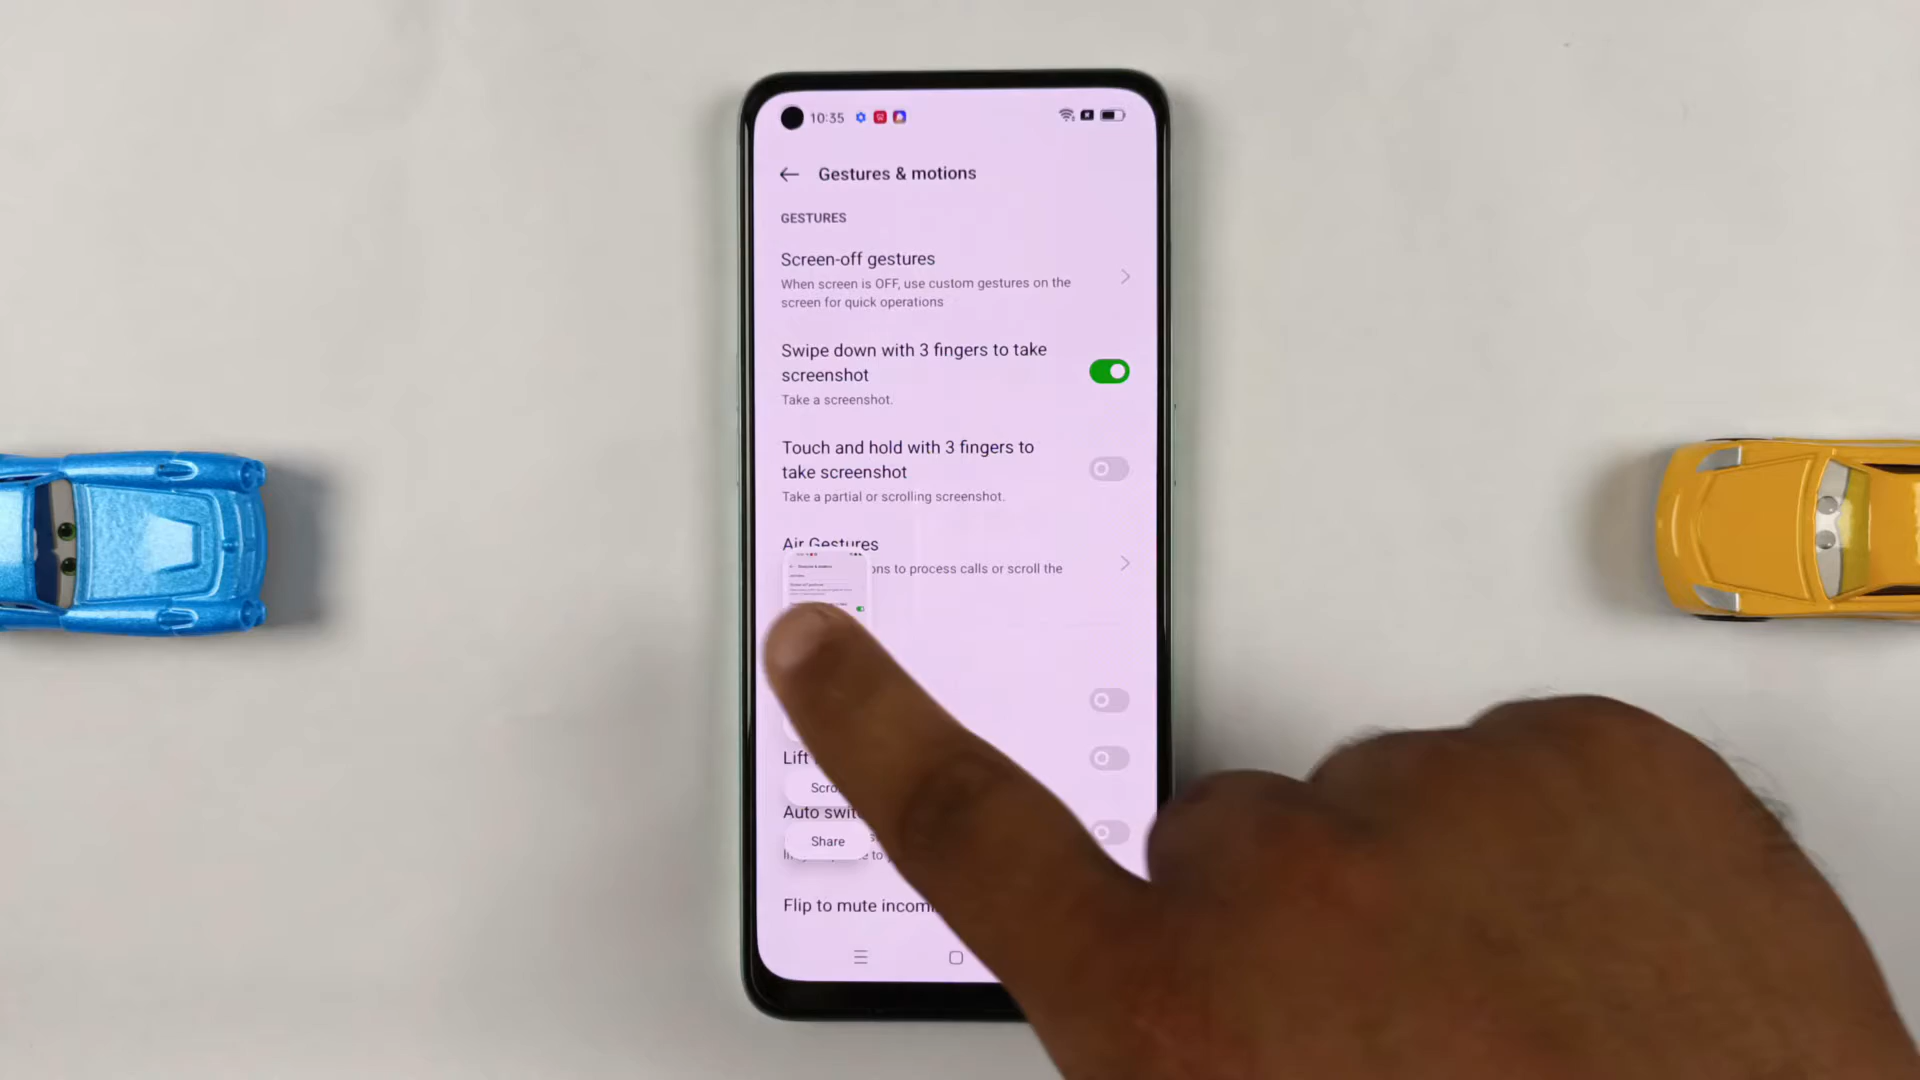 10:35
Gestures & motions
GESTURES
Screen-off gestures
When screen is OFF, use custom gestures on the
screen for quick operations
Swipe down with 3 fingers to take
screenshot
Take a screenshot.
Touch and hold with 3 fingers to
take screenshot
Take a partial or scrolling screenshot.
Air Gestures
to process calls or scroll the
Lift
Auto
Share
Flip to mute